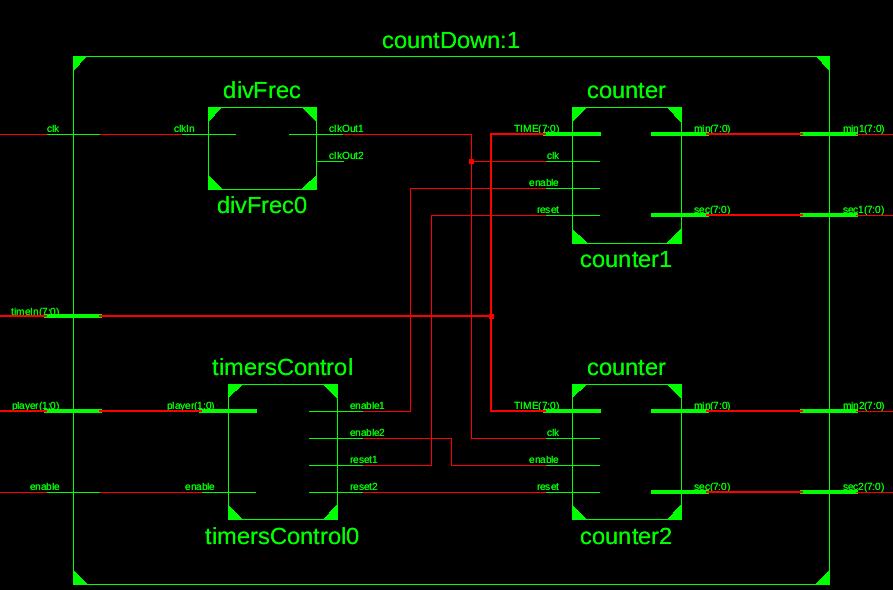 countDown:1
divFrec
counter
clk
clkIn
clkOut1
TIME(7:0)
min(7:0)
min1(7:0)
clkOut2
clk
enable
divFrec0
reset
sec(7:0)
sec1(7:0)
counter1
timeIn(7:0)
timersControl
counter
player(1:0)
player(1:0)
enable1
TIME(7:0)
min(7:0)
min2(7:0)
enable2
clk
reset1
enable
enable
enable
reset2
reset
sec(7:0)
sec2(7:0)
timersControl0
counter2